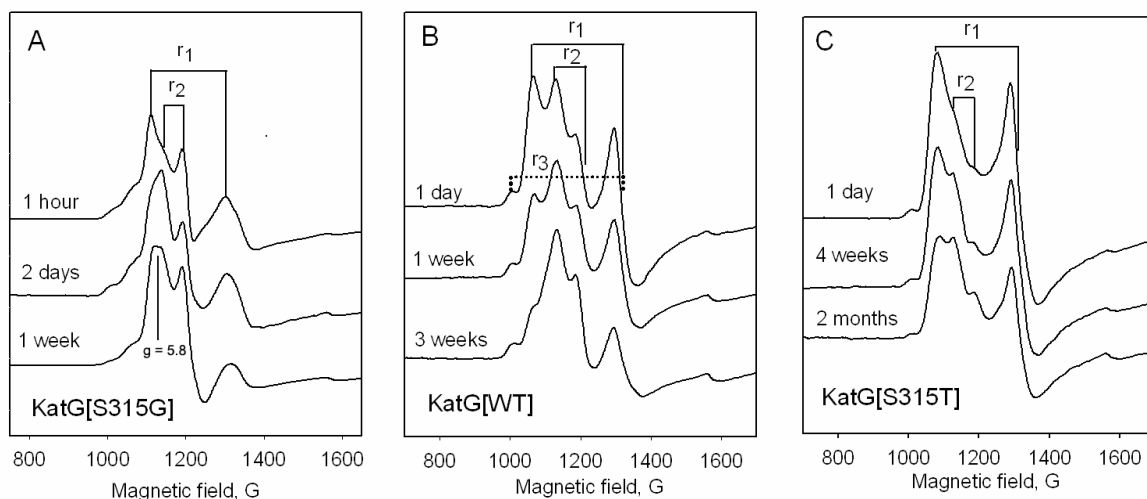 A
r1
r2
1 hour
2 days
1 week
g = 5.8
KatG[S315G]
800 1000 1200 1400 1600
Magnetic field, G
B
r1
r2
r3
1 day
1 week
3 weeks
KatG[WT]
800 1000 1200 1400 1600
Magnetic field, G
C
r1
r2
1 day
4 weeks
2 months
KatG[S315T]
800 1000 1200 1400 1600
Magnetic field, G